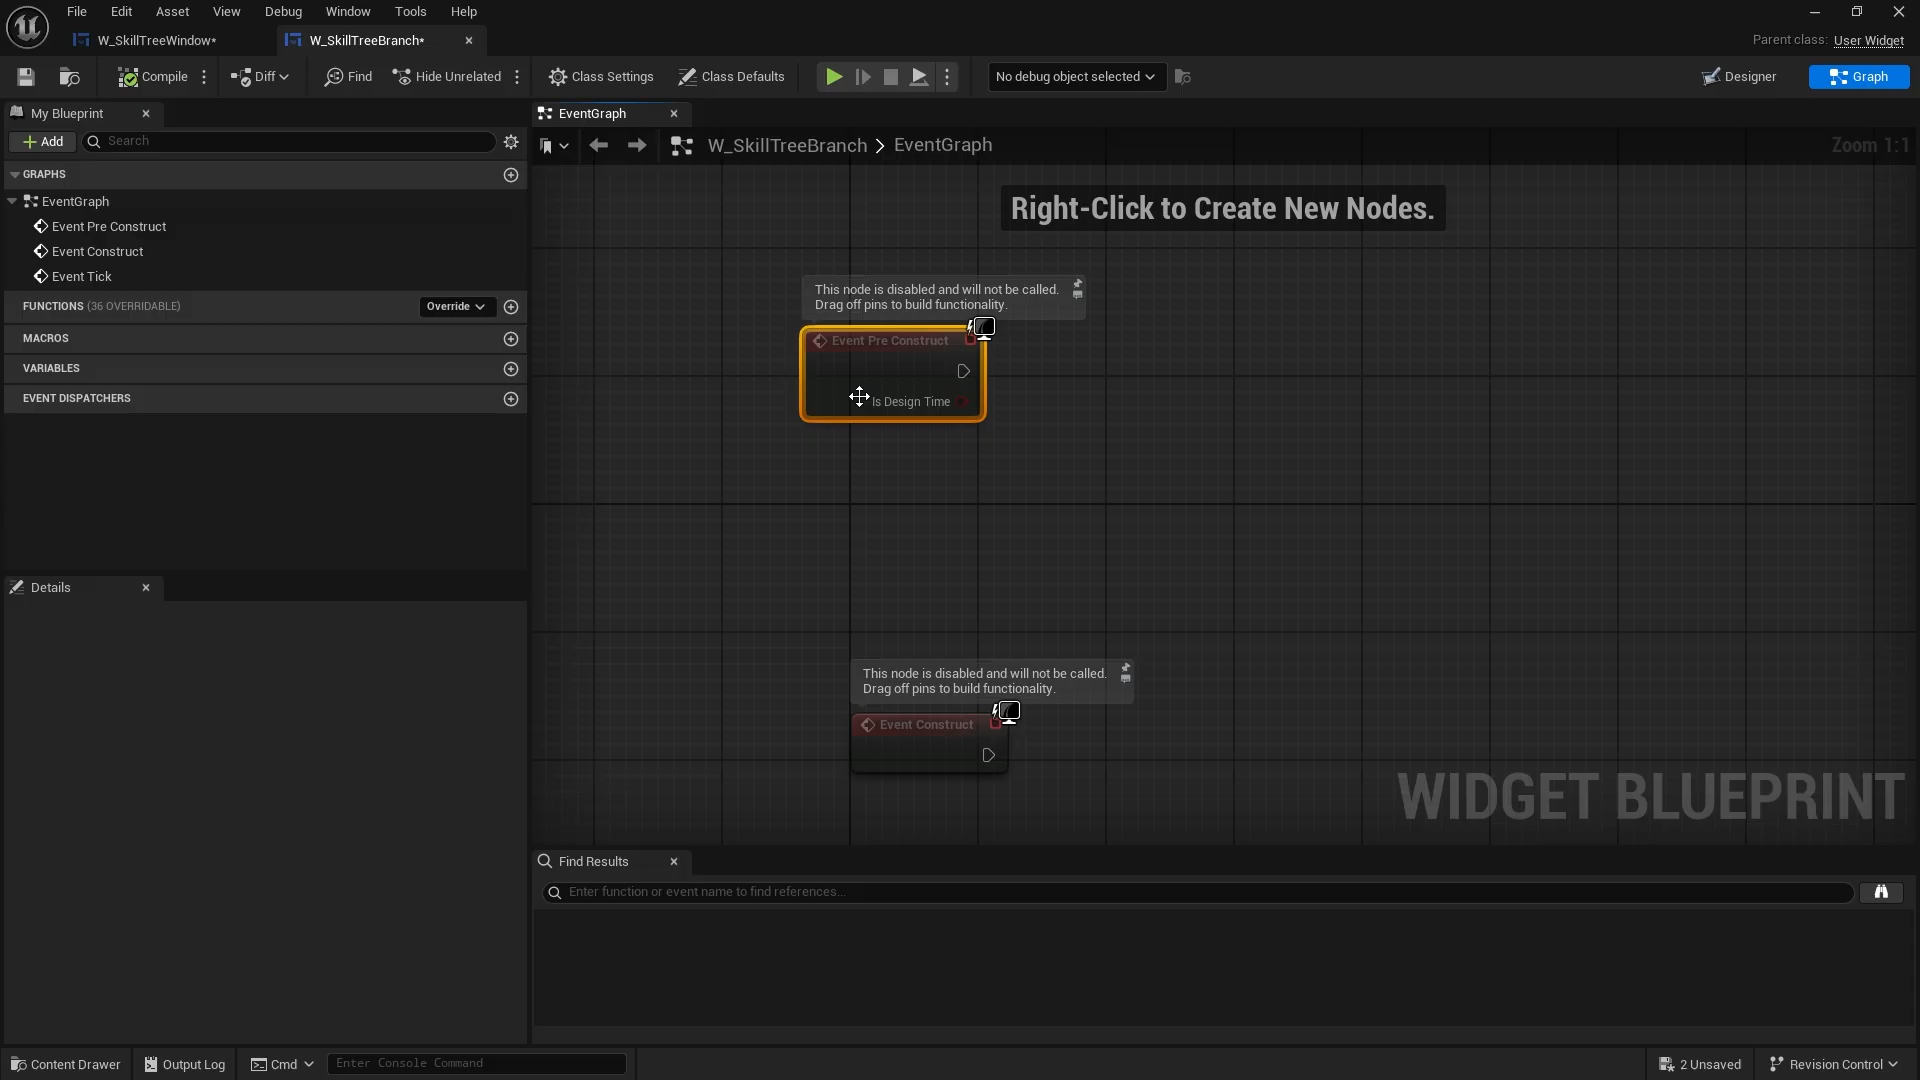 File Edit Asset View Debug Window Tools Help
W_SkillTreeWindow*
W_SkillTreeBranch*
Parent class: User Widget
Compile
Diff
Find
Hide Unrelated
Class Settings
Class Defaults
No debug object selected
Designer
Graph
My Blueprint
EventGraph
Add
Search
W_SkillTreeBranch > EventGraph
Zoom 1:1
GRAPHS
EventGraph
Event Pre Construct
Event Construct
Event Tick
FUNCTIONS (36 OVERRIDABLE)
Override
MACROS
VARIABLES
EVENT DISPATCHERS
Right-Click to Create New Nodes.
This node is disabled and will not be called.
Drag off pins to build functionality.
Event Pre Construct
Is Design Time
This node is disabled and will not be called.
Drag off pins to build functionality.
Event Construct
WIDGET BLUEPRINT
Details
Find Results
Enter function or event name to find references...
Content Drawer
Output Log
Cmd
Enter Console Command
2 Unsaved
Revision Control